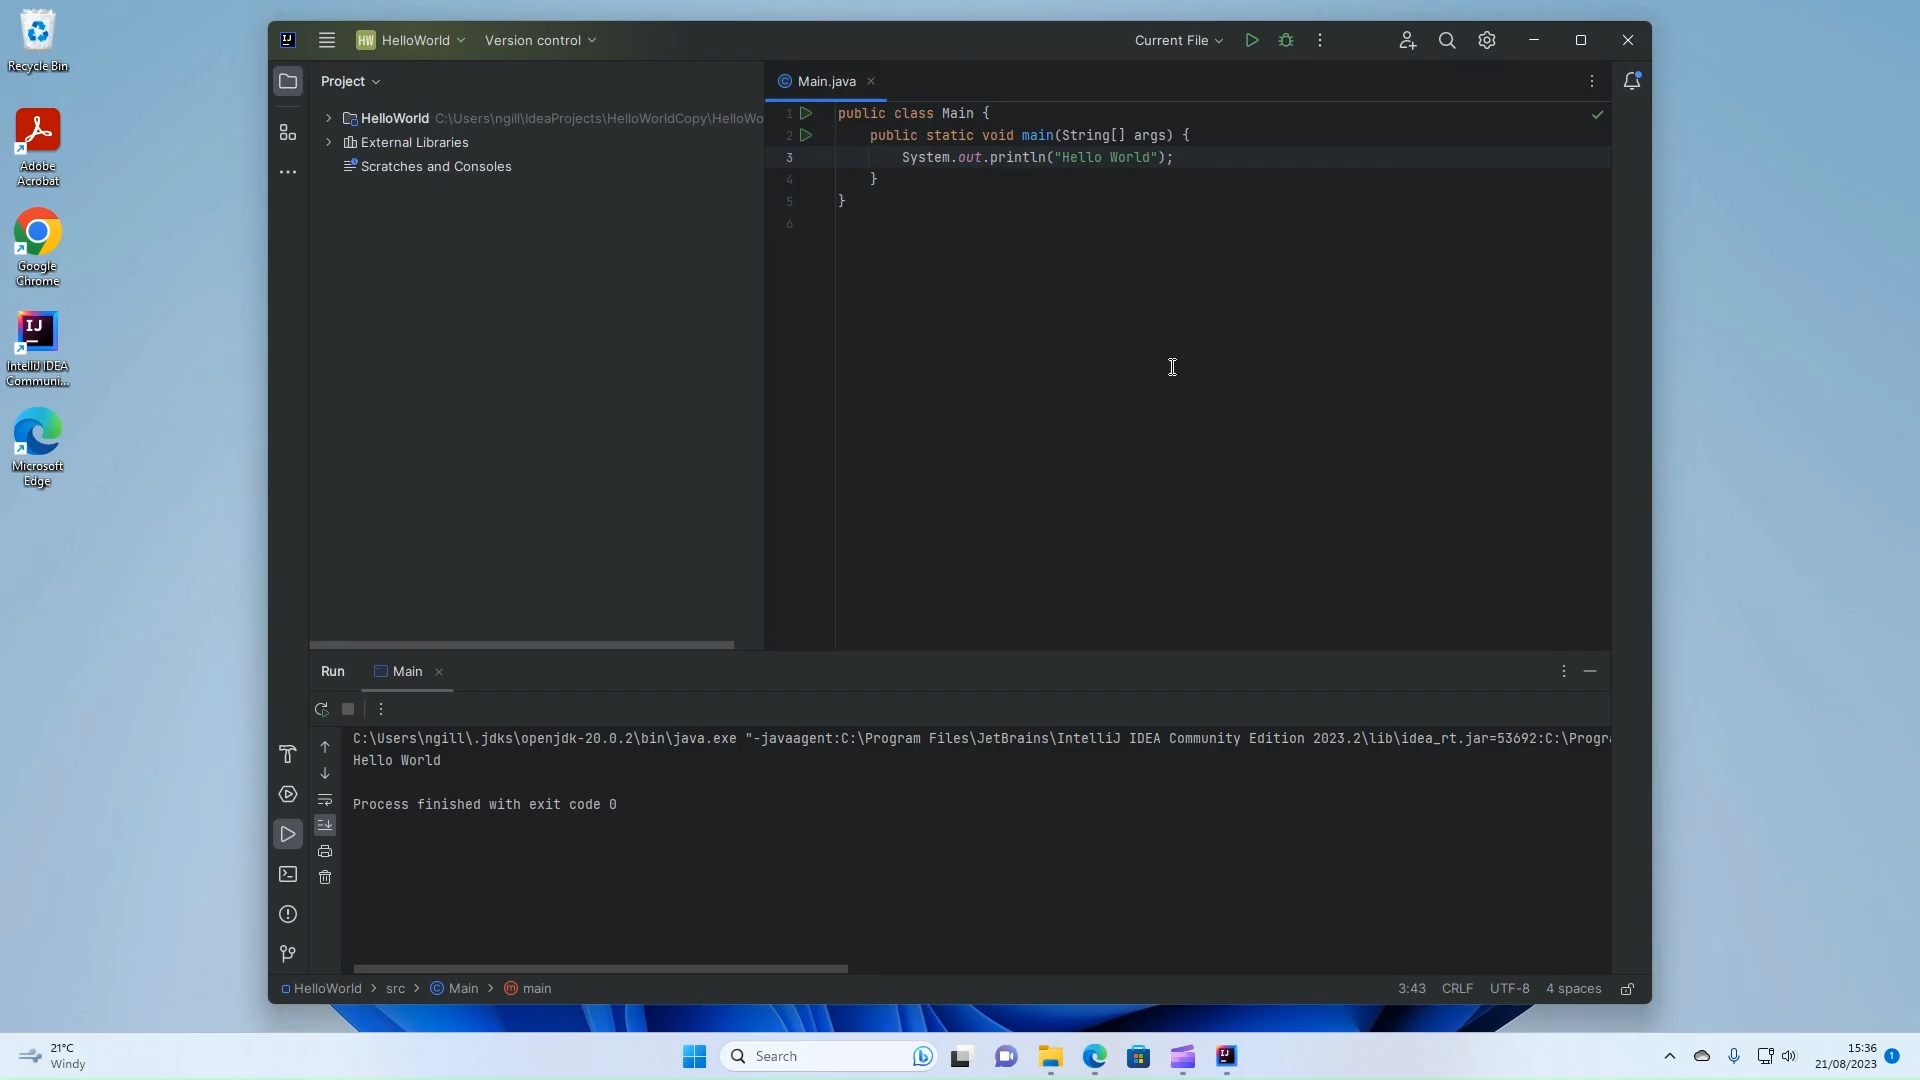 Recycle Bin
Adobe
Acrobat
Google
Chrome
IntelliJ IDEA
Communi...
Microsoft
Edge
IJ
HW HelloWorld
Version control
Current File
Project
HelloWorld C:\Users\ngill\IdeaProjects\HelloWorldCopy\HelloWo
External Libraries
Scratches and Consoles
Main.java
1 public class Main {
2 public static void main(String[] args) {
3 System.out.println("Hello World");
4 }
5 }
6
Run
Main
C:\Users\ngill\.jdks\openjdk-20.0.2\bin\java.exe "-javaagent:C:\Program Files\JetBrains\IntelliJ IDEA Community Edition 2023.2\lib\idea_rt.jar=53692:C:\Progra
Hello World
Process finished with exit code 0
HelloWorld > src > Main > main
3:43 CRLF UTF-8 4 spaces
21°C
Windy
Search
15:36
21/08/2023
1